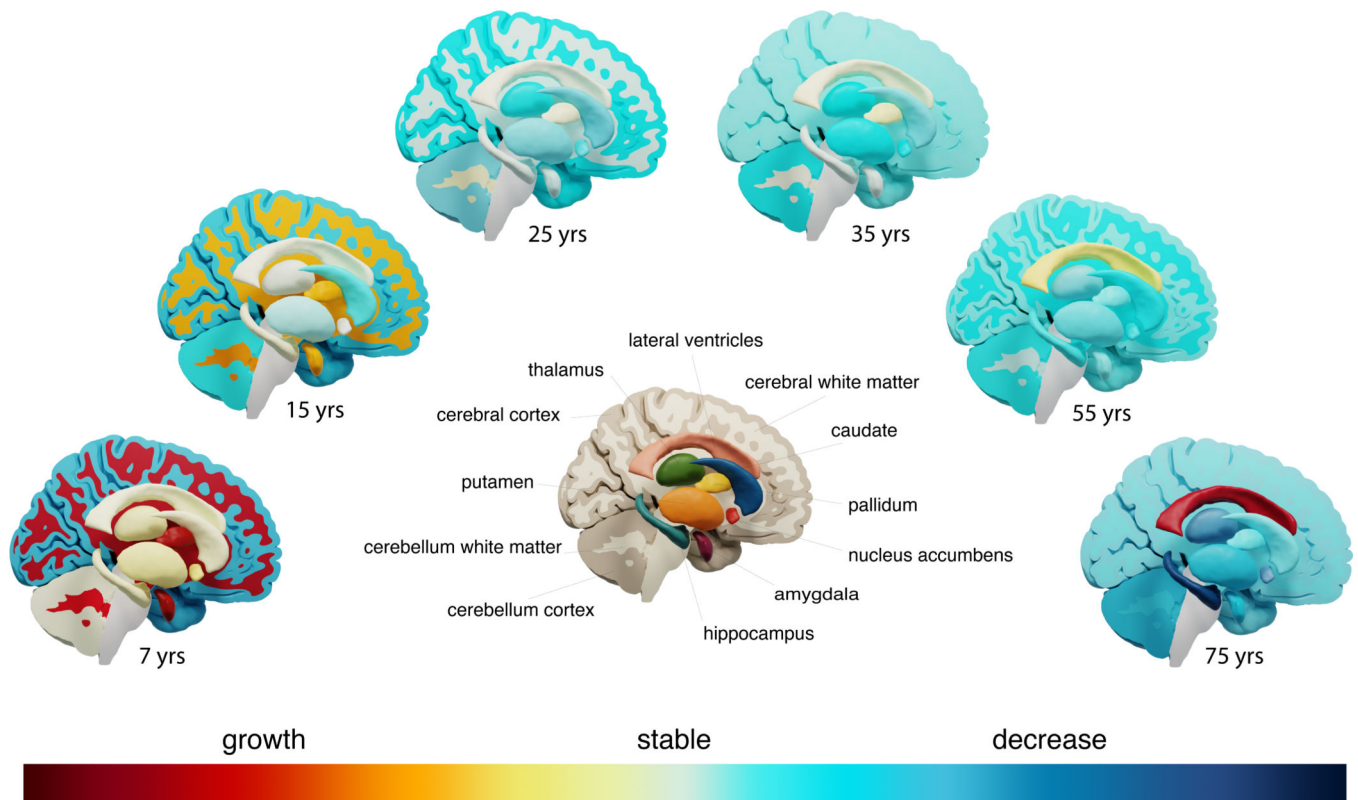 25 yrs
35 yrs
15 yrs
55 yrs
lateral ventricles
thalamus
cerebral white matter
cerebral cortex
caudate
putamen
pallidum
cerebellum white matter
nucleus accumbens
cerebellum cortex
amygdala
hippocampus
7 yrs
75 yrs
growth
stable
decrease